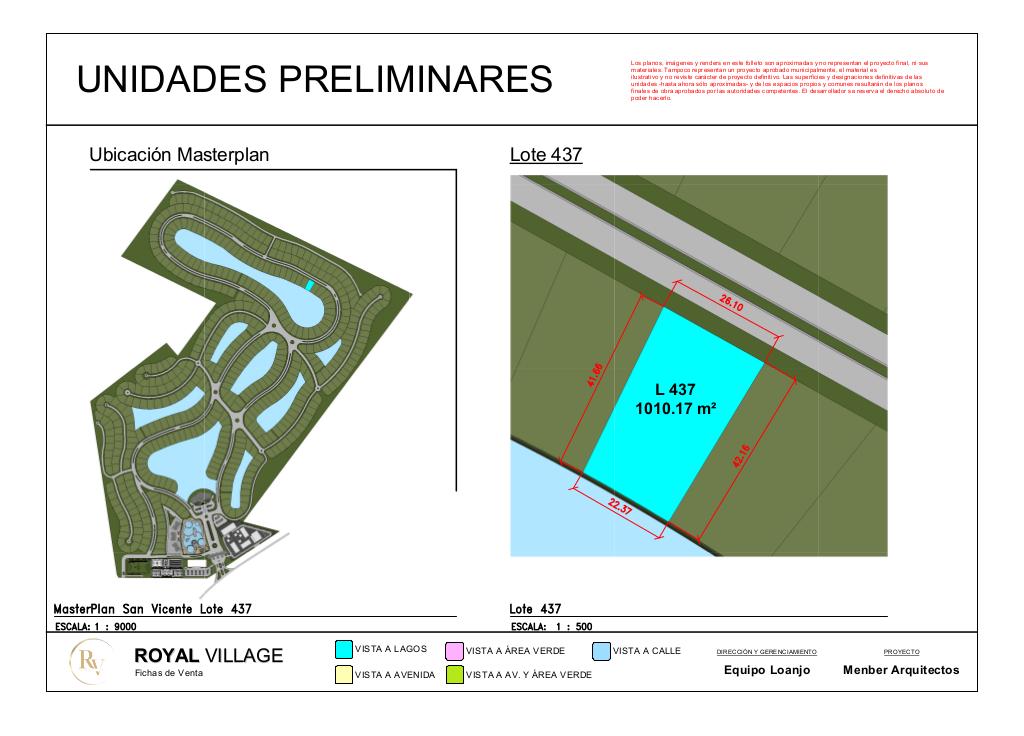 UNIDADES PRELIMINARES
Los planos, imágenes y renders en este folleto son aproximadas y no representan el proyecto final, ni sus
materiales. Tampoco representan un proyecto aprobado municipalmente, el material es
ilustrativo y no reviste carácter de proyecto definitivo. Las superficies y designaciones definitivas de las
unidades -hasta ahora sólo aproximadas- y de los espacios propios y comunes resultarán de los planos
finales de obra aprobados por las autoridades competentes. El desarrollador se reserva el derecho absoluto de
poder hacerlo.
Ubicación Masterplan
Lote 437
26.10
41.66
L 437
1010.17 m²
42.16
22.37
MasterPlan San Vicente Lote 437
ESCALA: 1 : 9000
Lote 437
ESCALA: 1 : 500
RV
ROYAL VILLAGE
Fichas de Venta
VISTA A LAGOS
VISTA A ÁREA VERDE
VISTA A CALLE
VISTA A AVENIDA
VISTA A AV. Y ÁREA VERDE
DIRECCIÓN Y GERENCIAMIENTO
Equipo Loanjo
PROYECTO
Menber Arquitectos